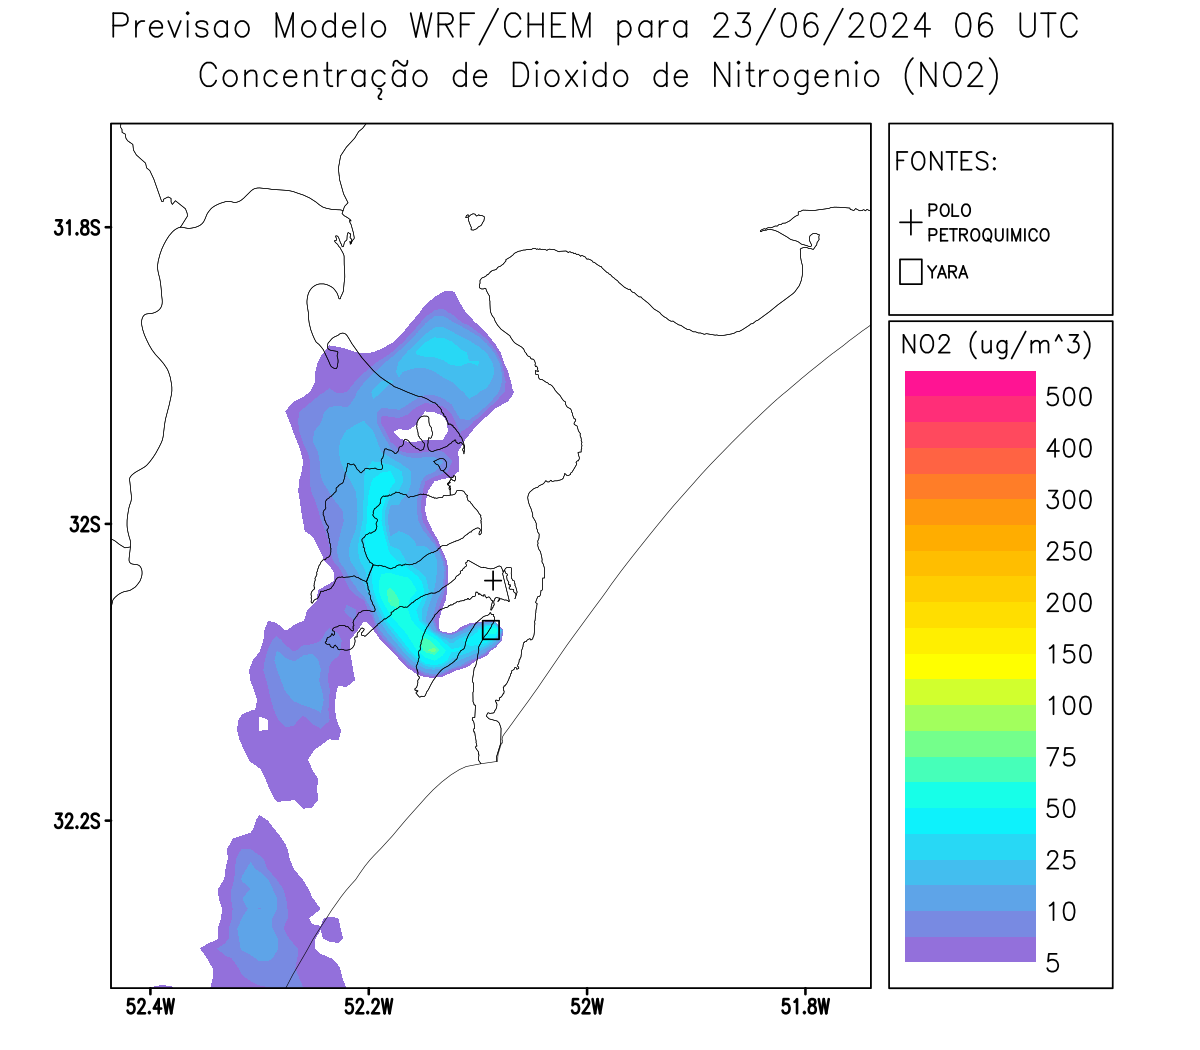 Previsao Modelo WRF/CHEM para 23/06/2024 06 UTC
Concentração de Dioxido de Nitrogenio (NO2)
FONTES:
POLO
PETROQUIMICO
YARA
NO2 (ug/m^3)
500
400
300
250
200
150
100
75
50
25
10
5
31.8S
32S
32.2S
52.4W
52.2W
52W
51.8W